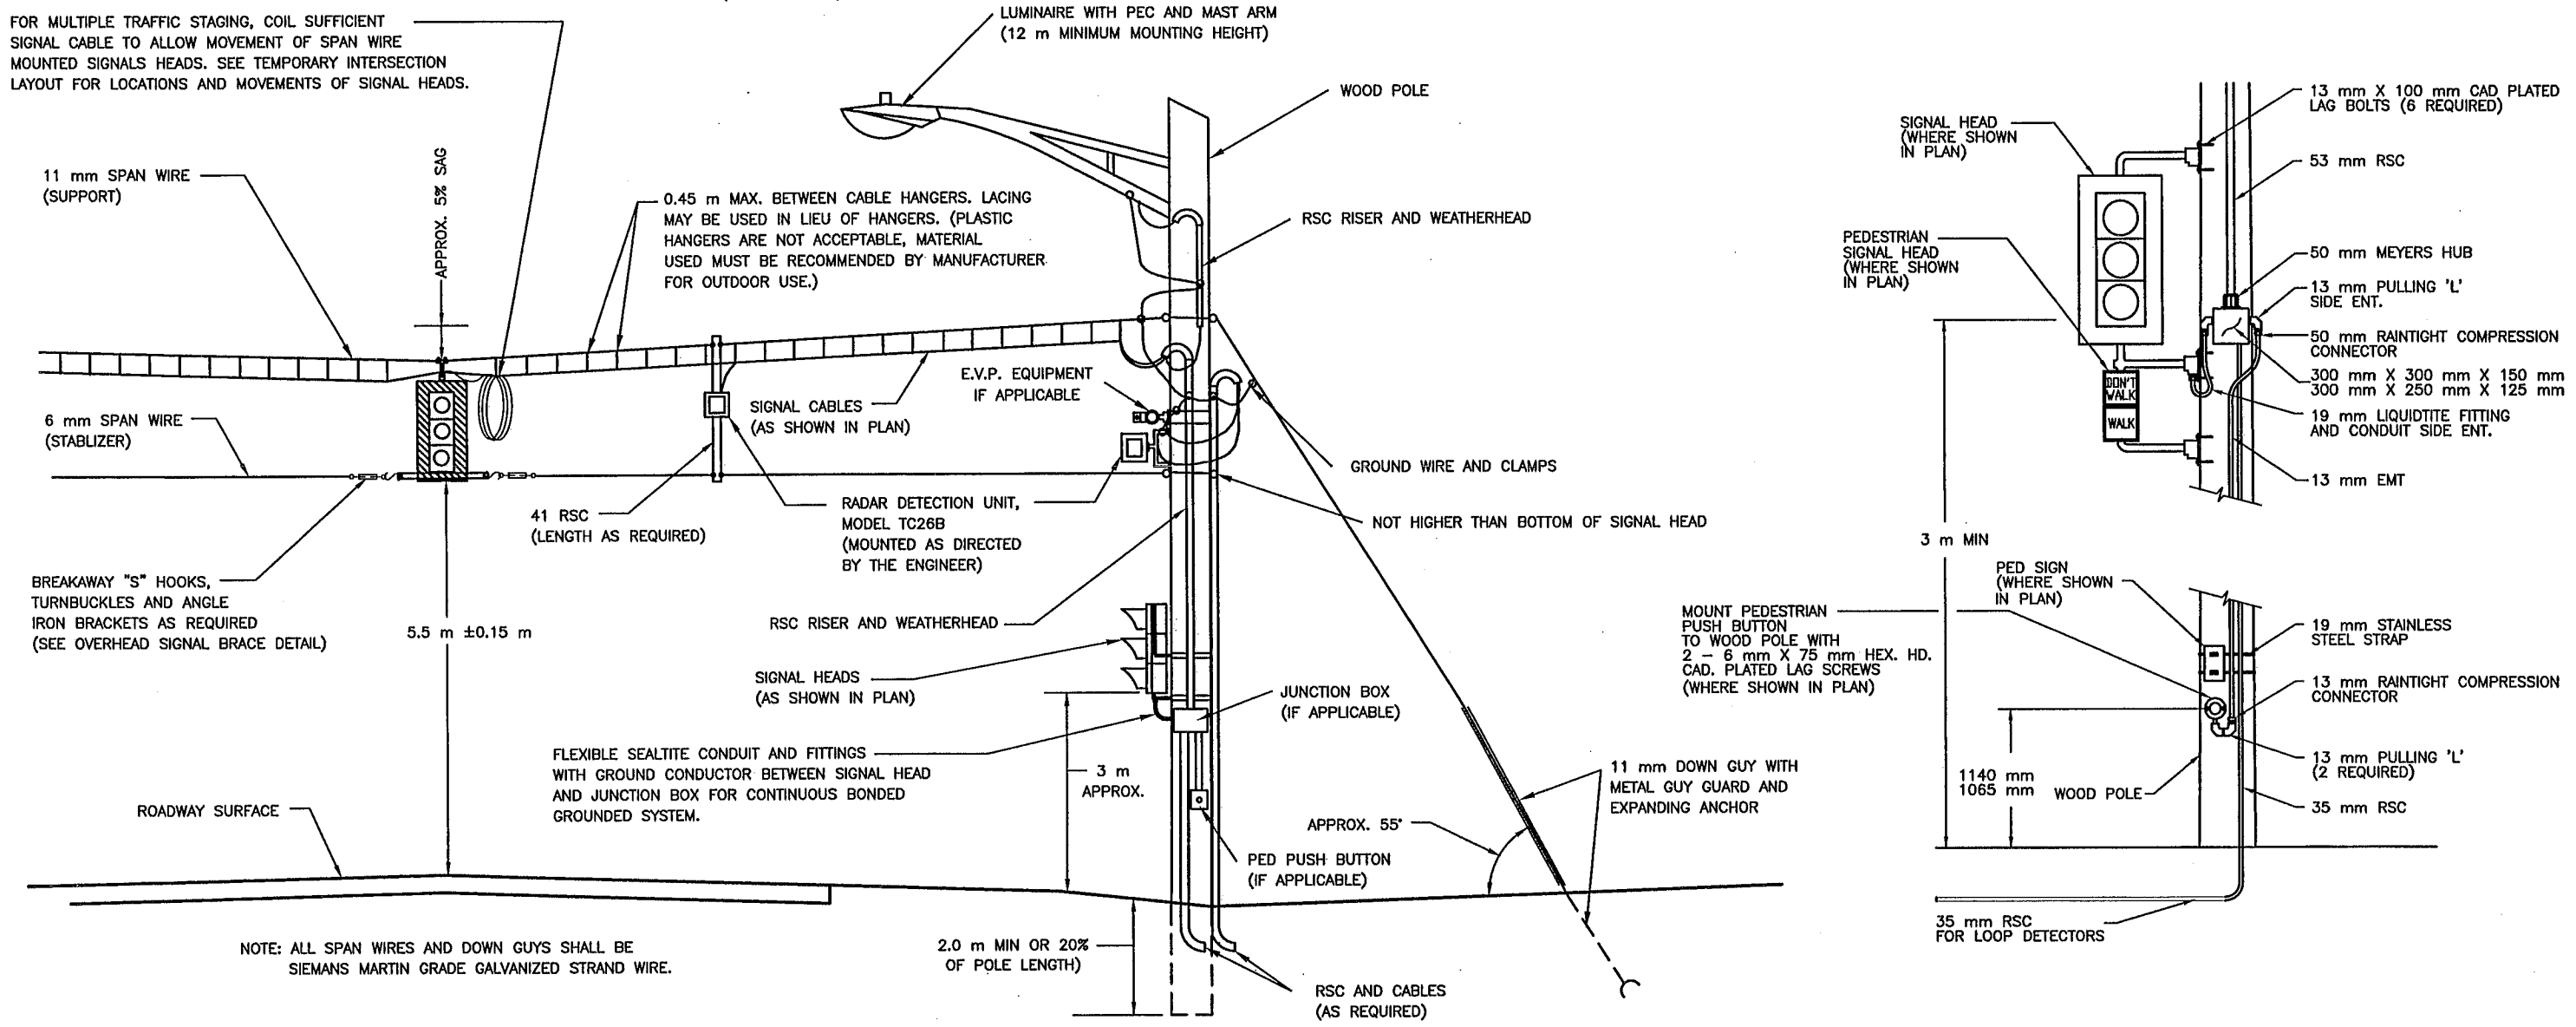 FOR MULTIPLE TRAFFIC STAGING, COIL SUFFICIENT
SIGNAL CABLE TO ALLOW MOVEMENT OF SPAN WIRE
MOUNTED SIGNALS HEADS. SEE TEMPORARY INTERSECTION
LAYOUT FOR LOCATIONS AND MOVEMENTS OF SIGNAL HEADS.
LUMINAIRE WITH PEC AND MAST ARM
(12 m MINIMUM MOUNTING HEIGHT)
WOOD POLE
11 mm SPAN WIRE
(SUPPORT)
APPROX. 5% SAG
0.45 m MAX. BETWEEN CABLE HANGERS. LACING
MAY BE USED IN LIEU OF HANGERS. (PLASTIC
HANGERS ARE NOT ACCEPTABLE, MATERIAL
USED MUST BE RECOMMENDED BY MANUFACTURER
FOR OUTDOOR USE.)
RSC RISER AND WEATHERHEAD
E.V.P. EQUIPMENT
IF APPLICABLE
SIGNAL CABLES
(AS SHOWN IN PLAN)
6 mm SPAN WIRE
(STABLIZER)
GROUND WIRE AND CLAMPS
41 RSC
(LENGTH AS REQUIRED)
RADAR DETECTION UNIT,
MODEL TC26B
(MOUNTED AS DIRECTED
BY THE ENGINEER)
NOT HIGHER THAN BOTTOM OF SIGNAL HEAD
BREAKAWAY "S" HOOKS,
TURNBUCKLES AND ANGLE
IRON BRACKETS AS REQUIRED
(SEE OVERHEAD SIGNAL BRACE DETAIL)
5.5 m ±0.15 m
RSC RISER AND WEATHERHEAD
SIGNAL HEADS
(AS SHOWN IN PLAN)
JUNCTION BOX
(IF APPLICABLE)
FLEXIBLE SEALTITE CONDUIT AND FITTINGS
WITH GROUND CONDUCTOR BETWEEN SIGNAL HEAD
AND JUNCTION BOX FOR CONTINUOUS BONDED
GROUNDED SYSTEM.
3 m
APPROX.
11 mm DOWN GUY WITH
METAL GUY GUARD AND
EXPANDING ANCHOR
ROADWAY SURFACE
APPROX. 55°
PED PUSH BUTTON
(IF APPLICABLE)
NOTE: ALL SPAN WIRES AND DOWN GUYS SHALL BE
SIEMANS MARTIN GRADE GALVANIZED STRAND WIRE.
2.0 m MIN OR 20%
OF POLE LENGTH)
RSC AND CABLES
(AS REQUIRED)
SIGNAL HEAD
(WHERE SHOWN
IN PLAN)
13 mm X 100 mm CAD PLATED
LAG BOLTS (6 REQUIRED)
53 mm RSC
PEDESTRIAN
SIGNAL HEAD
(WHERE SHOWN
IN PLAN)
50 mm MEYERS HUB
13 mm PULLING 'L'
SIDE ENT.
50 mm RAINTIGHT COMPRESSION
CONNECTOR
300 mm X 300 mm X 150 mm
300 mm X 250 mm X 125 mm
DON'T
WALK
WALK
19 mm LIQUIDTITE FITTING
AND CONDUIT SIDE ENT.
13 mm EMT
3 m MIN
PED SIGN
(WHERE SHOWN
IN PLAN)
MOUNT PEDESTRIAN
PUSH BUTTON
TO WOOD POLE WITH
2 - 6 mm X 75 mm HEX. HD.
CAD. PLATED LAG SCREWS
(WHERE SHOWN IN PLAN)
19 mm STAINLESS
STEEL STRAP
13 mm RAINTIGHT COMPRESSION
CONNECTOR
13 mm PULLING 'L'
(2 REQUIRED)
1140 mm
1065 mm
WOOD POLE
35 mm RSC
35 mm RSC
FOR LOOP DETECTORS